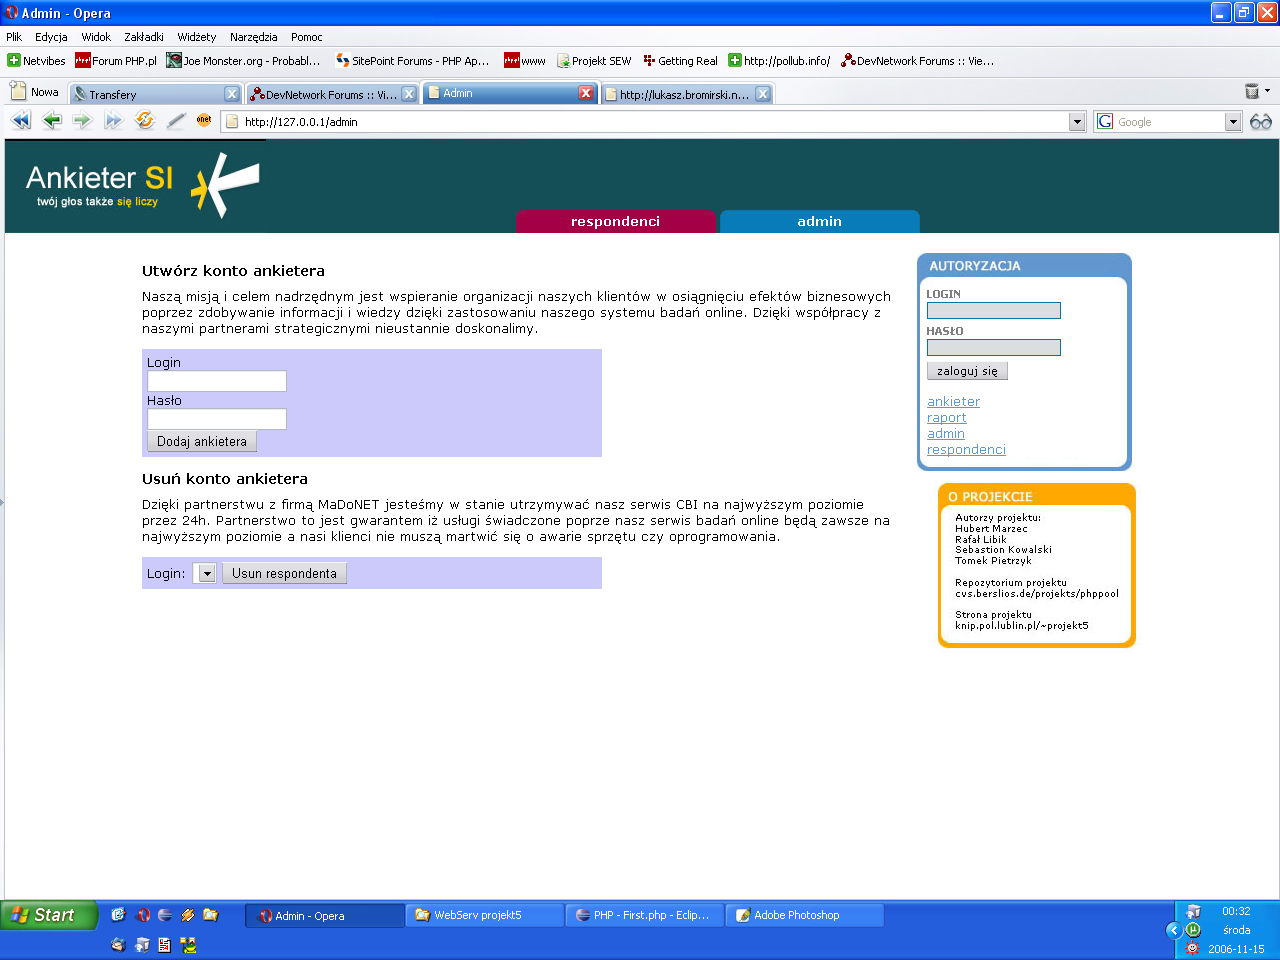 Admin - Opera
Plik Edycja Widok Zakładki Widżety Narzędzia Pomoc
Netvibes Forum PHP.pl Joe Monster.org - Probabl... SitePoint Forums - PHP Ap... www Projekt SEW Getting Real http://pollub.info/ DevNetwork Forums :: Vie...
Nowa Transfery DevNetwork Forums :: Vi... Admin http://lukasz.bromirski.n...
onet http://127.0.0.1/admin Google
Ankieter SI
twój głos także się liczy
respondenci admin
Utwórz konto ankietera
Naszą misją i celem nadrzędnym jest wspieranie organizacji naszych klientów w osiągnięciu efektów biznesowych
poprzez zdobywanie informacji i wiedzy dzięki zastosowaniu naszego systemu badań online. Dzięki współpracy z
naszymi partnerami strategicznymi nieustannie doskonalimy.
Login
Hasło
Dodaj ankietera
Usuń konto ankietera
Dzięki partnerstwu z firmą MaDoNET jesteśmy w stanie utrzymywać nasz serwis CBI na najwyższym poziomie
przez 24h. Partnerstwo to jest gwarantem iż usługi świadczone poprze nasz serwis badań online będą zawsze na
najwyższym poziomie a nasi klienci nie muszą martwić się o awarie sprzętu czy oprogramowania.
Login: Usun respondenta
AUTORYZACJA
LOGIN
HASŁO
zaloguj się
ankieter
raport
admin
respondenci
O PROJEKCIE
Autorzy projektu:
Hubert Marzec
Rafał Libik
Sebastion Kowalski
Tomek Pietrzyk
Repozytorium projektu
cvs.berslios.de/projekts/phppool
Strona projektu
knip.pol.lublin.pl/~projekt5
Start Admin - Opera WebServ projekt5 PHP - First.php - Eclip... Adobe Photoshop
00:32
środa
2006-11-15